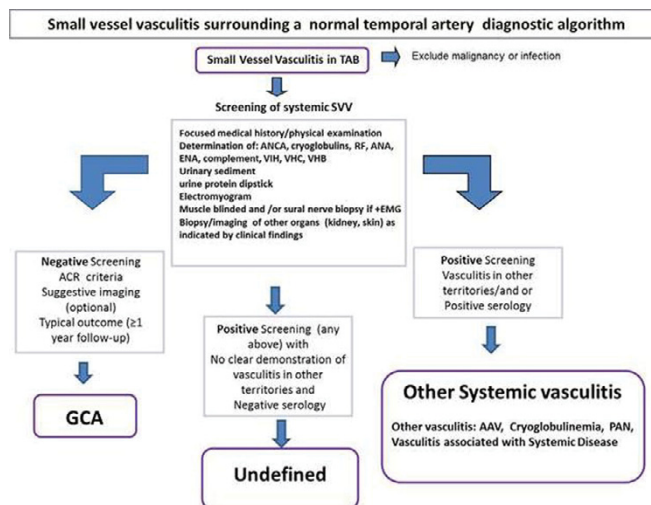 Small vessel vasculitis surrounding a normal temporal artery diagnostic algorithm
Small Vessel Vasculitis in TAB
Exclude malignancy or infection
Screening of systemic SVV
Focused medical history/physical examination
Determination of: ANCA, cryoglobulins, RF, ANA,
ENA, complement, VIH, VHC, VHB
Urinary sediment
urine protein dipstick
Electromyogram
Muscle blinded and /or sural nerve biopsy if +EMG
Biopsy/imaging of other organs (kidney, skin) as
indicated by clinical findings
Negative Screening
ACR criteria
Suggestive imaging
(optional)
Typical outcome (≥1
year follow-up)
GCA
Positive Screening (any
above) with
No clear demonstration of
vasculitis in other
territories and
Negative serology
Undefined
Positive Screening
Vasculitis in other
territories/and or
Positive serology
Other Systemic vasculitis
Other vasculitis: AAV, Cryoglobulinemia, PAN,
Vasculitis associated with Systemic Disease